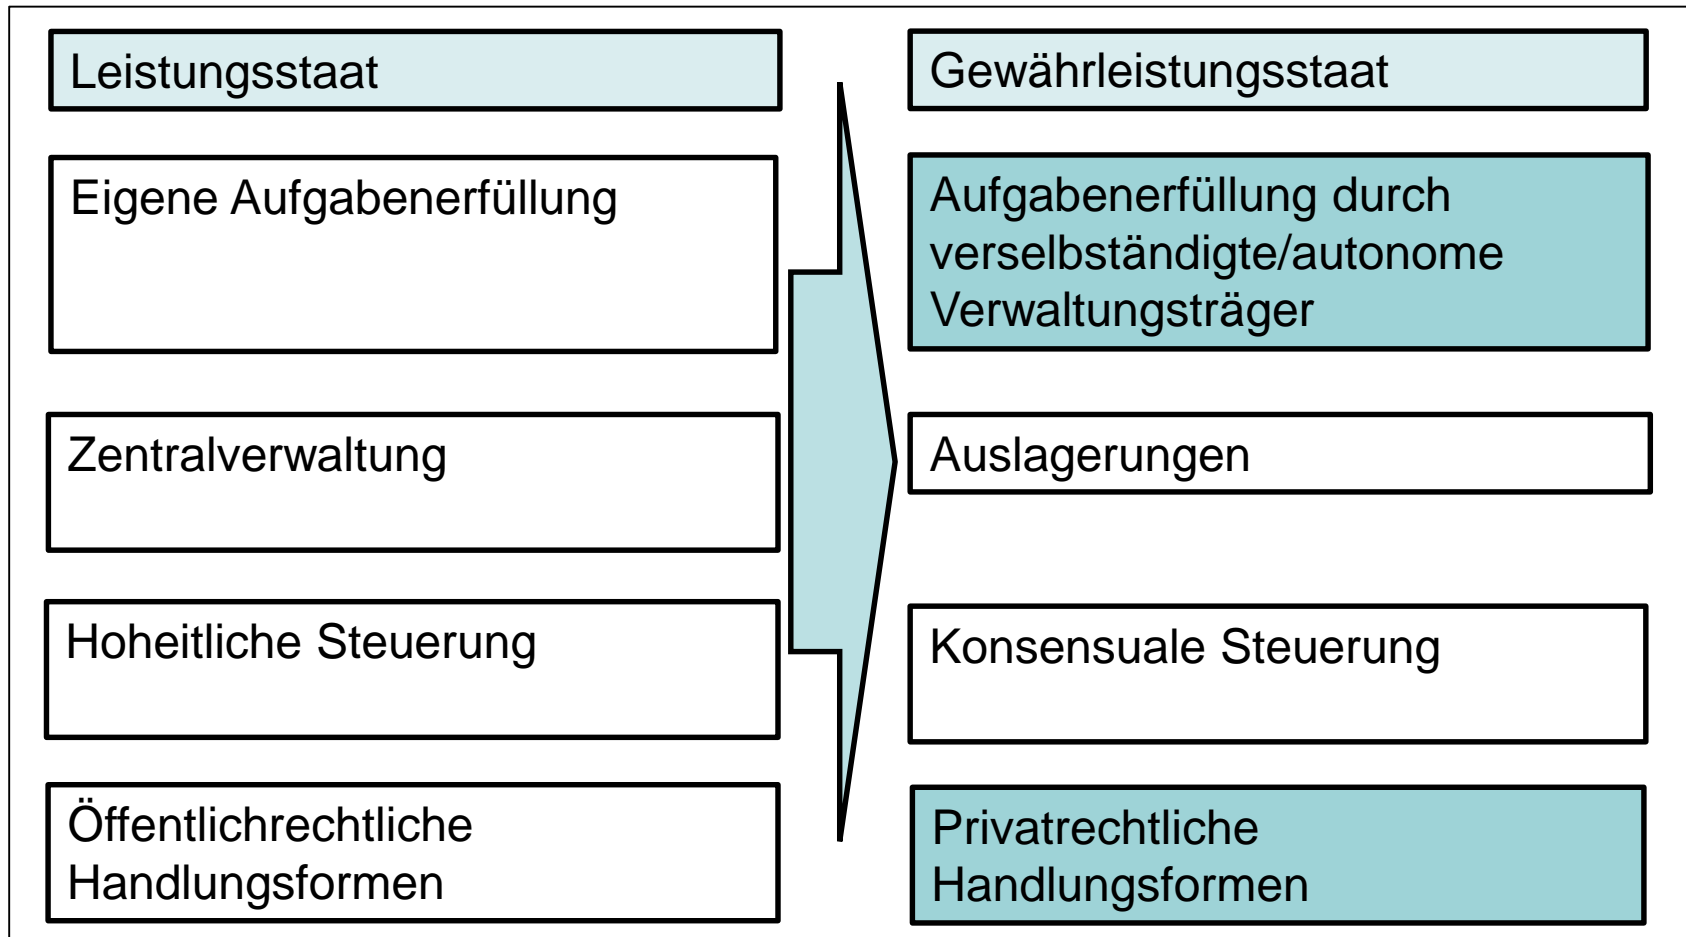 Leistungsstaat
Gewährleistungsstaat
Eigene Aufgabenerfüllung
Aufgabenerfüllung durch
verselbständigte/autonome
Verwaltungsträger
Zentralverwaltung
Auslagerungen
Hoheitliche Steuerung
Konsensuale Steuerung
Öffentlichrechtliche
Handlungsformen
Privatrechtliche
Handlungsformen